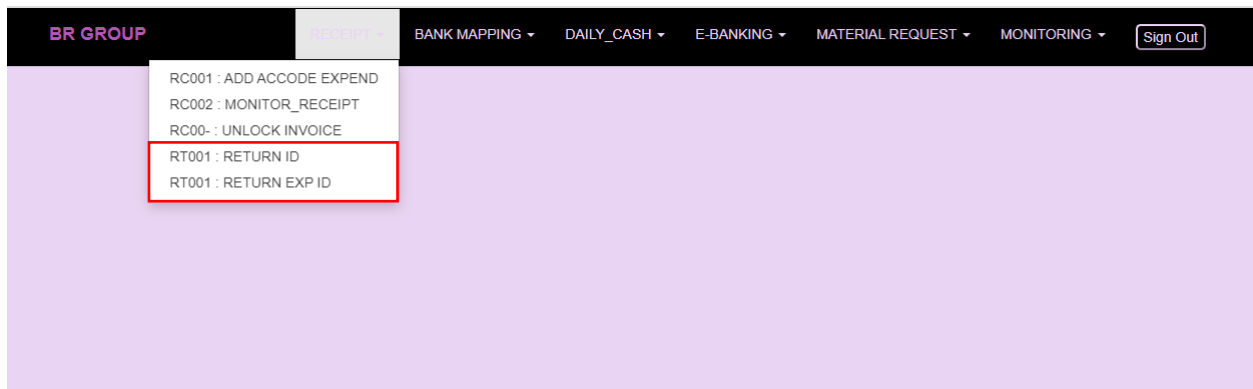 BR GROUP RECEIPT BANK MAPPING DAILY_CASH E-BANKING MATERIAL REQUEST MONITORING Sign Out
RC001 : ADD ACCODE EXPEND
RC002 : MONITOR_RECEIPT
RC00- : UNLOCK INVOICE
RT001 : RETURN ID
RT001 : RETURN EXP ID